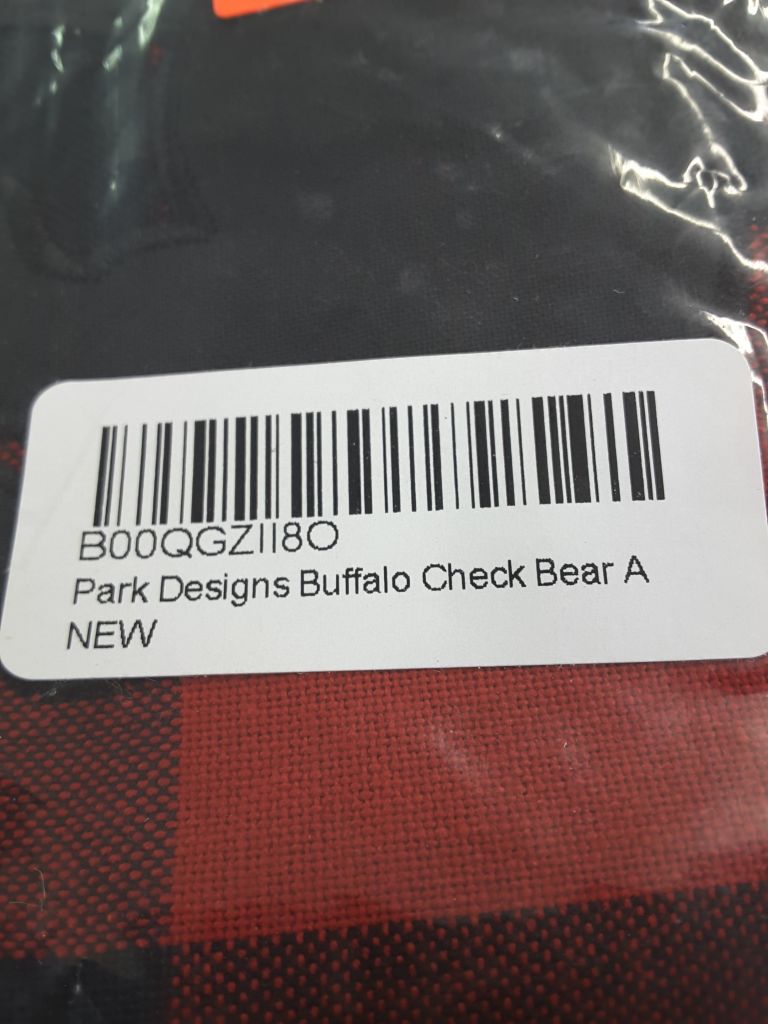 B00QGZII8O
Park Designs Buffalo Check Bear A
NEW